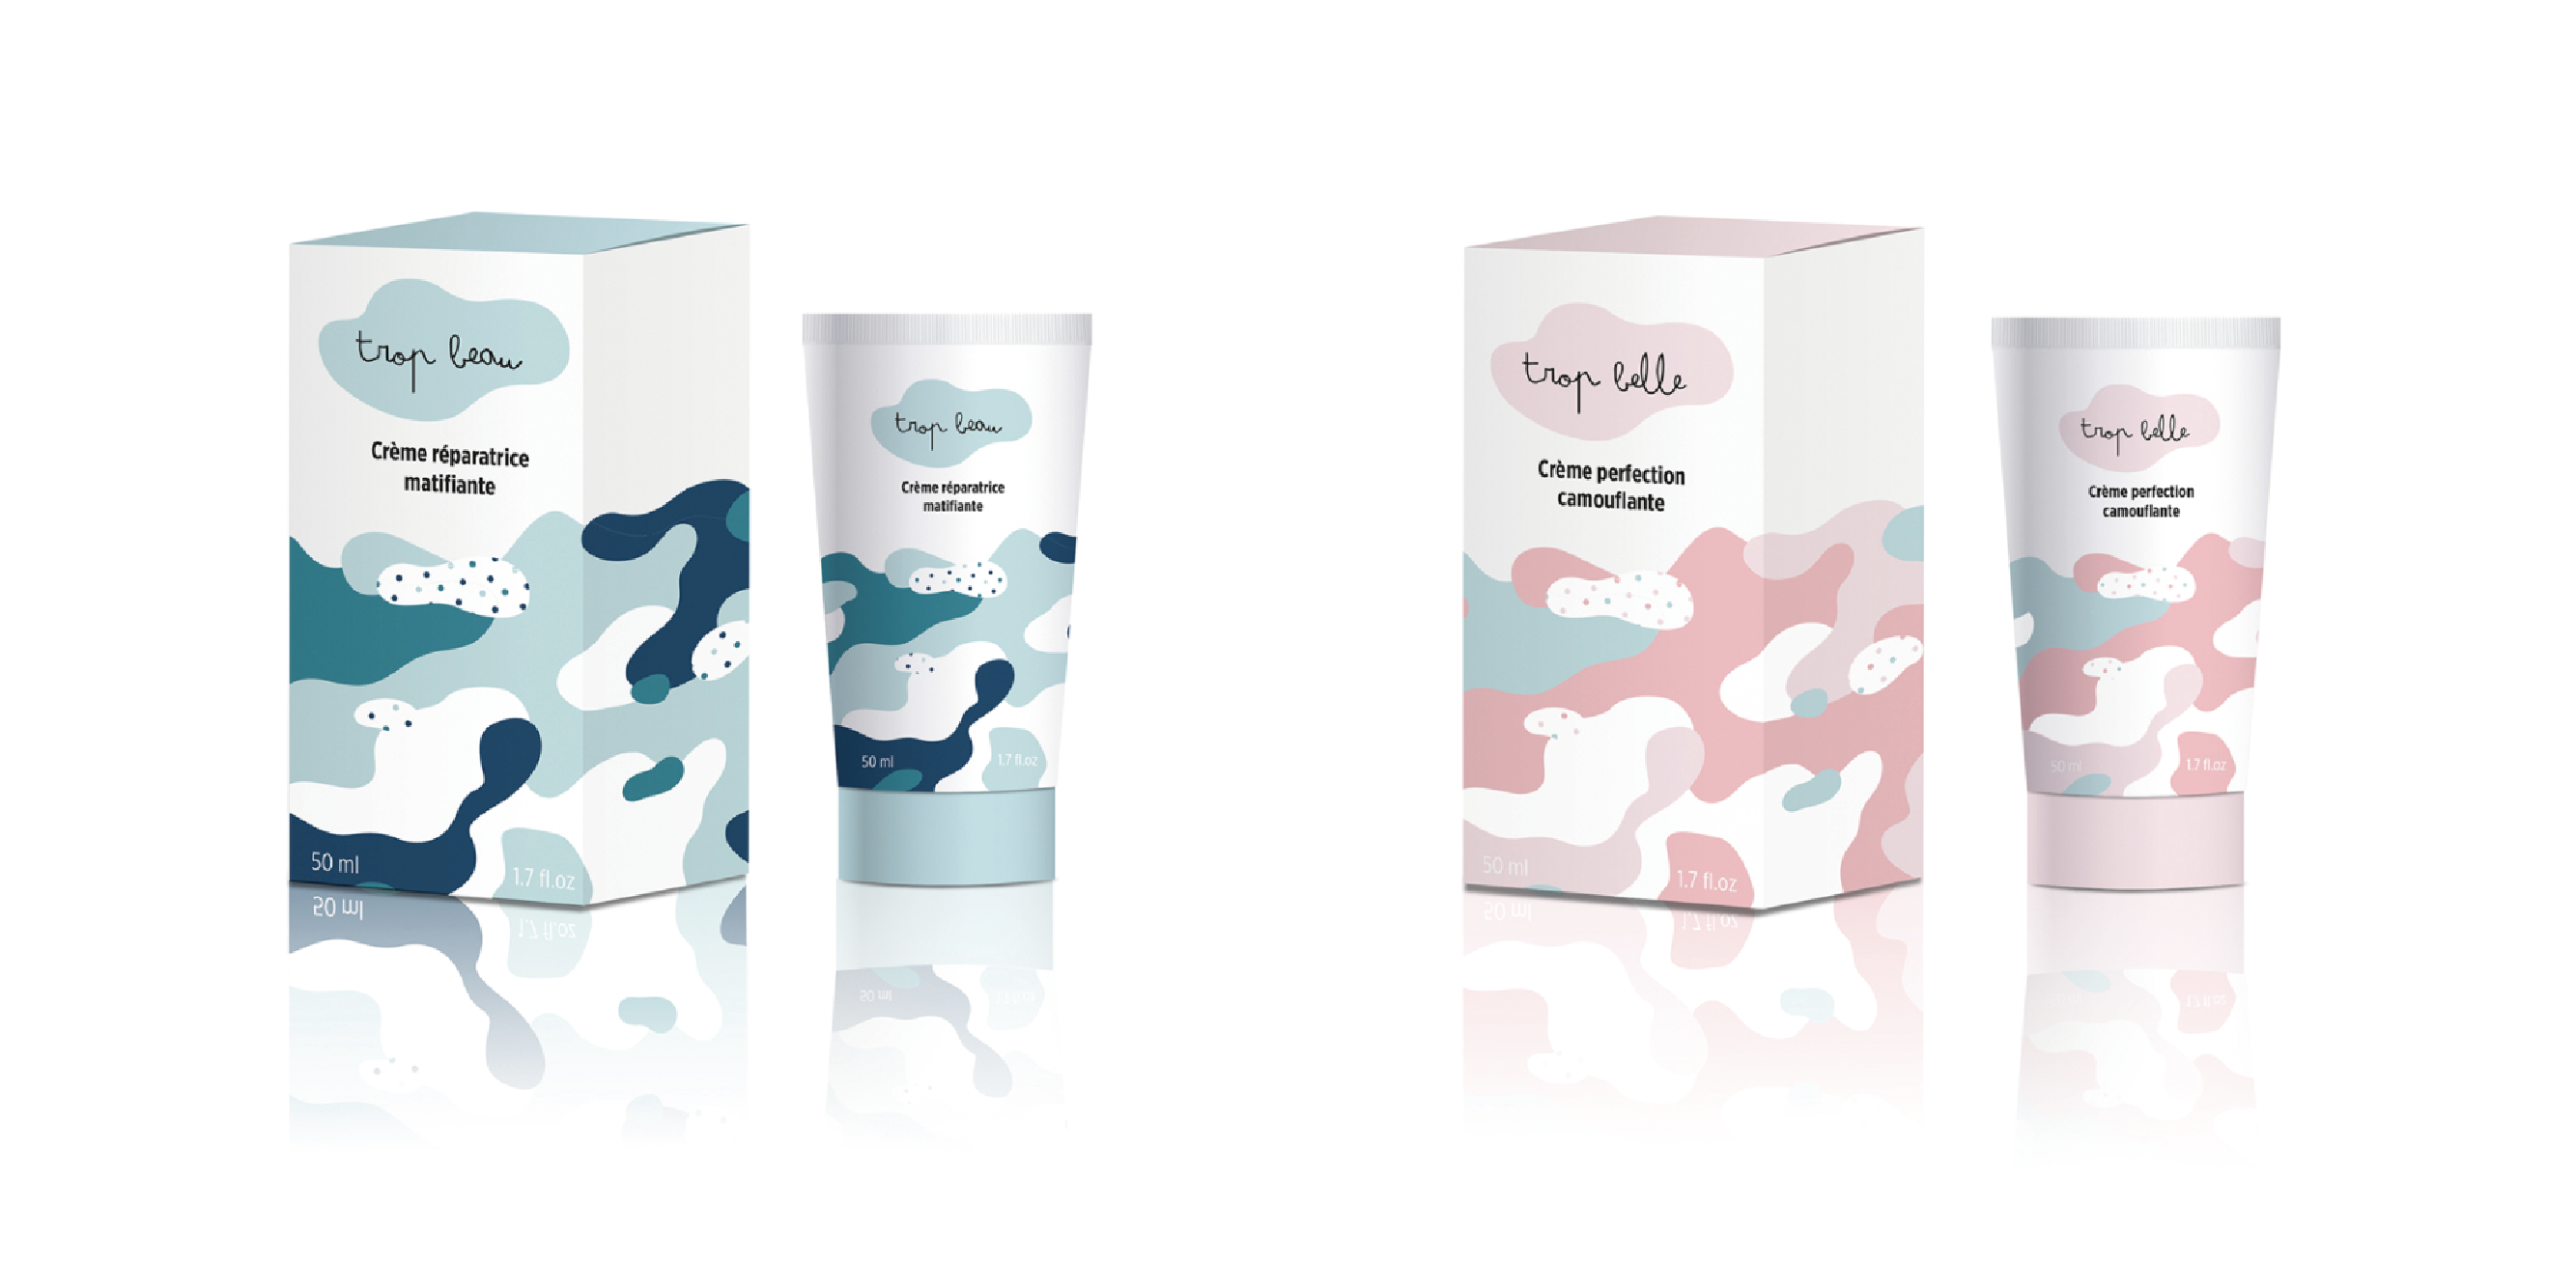 trop beau
Crème réparatrice
matifiante
50 ml
1.7 fl.oz
trop beau
Crème réparatrice
matifiante
50 ml
1.7 fl.oz
trop belle
Crème perfection
camouflante
50 ml
1.7 fl.oz
trop belle
Crème perfection
camouflante
50 ml
1.7 fl.oz